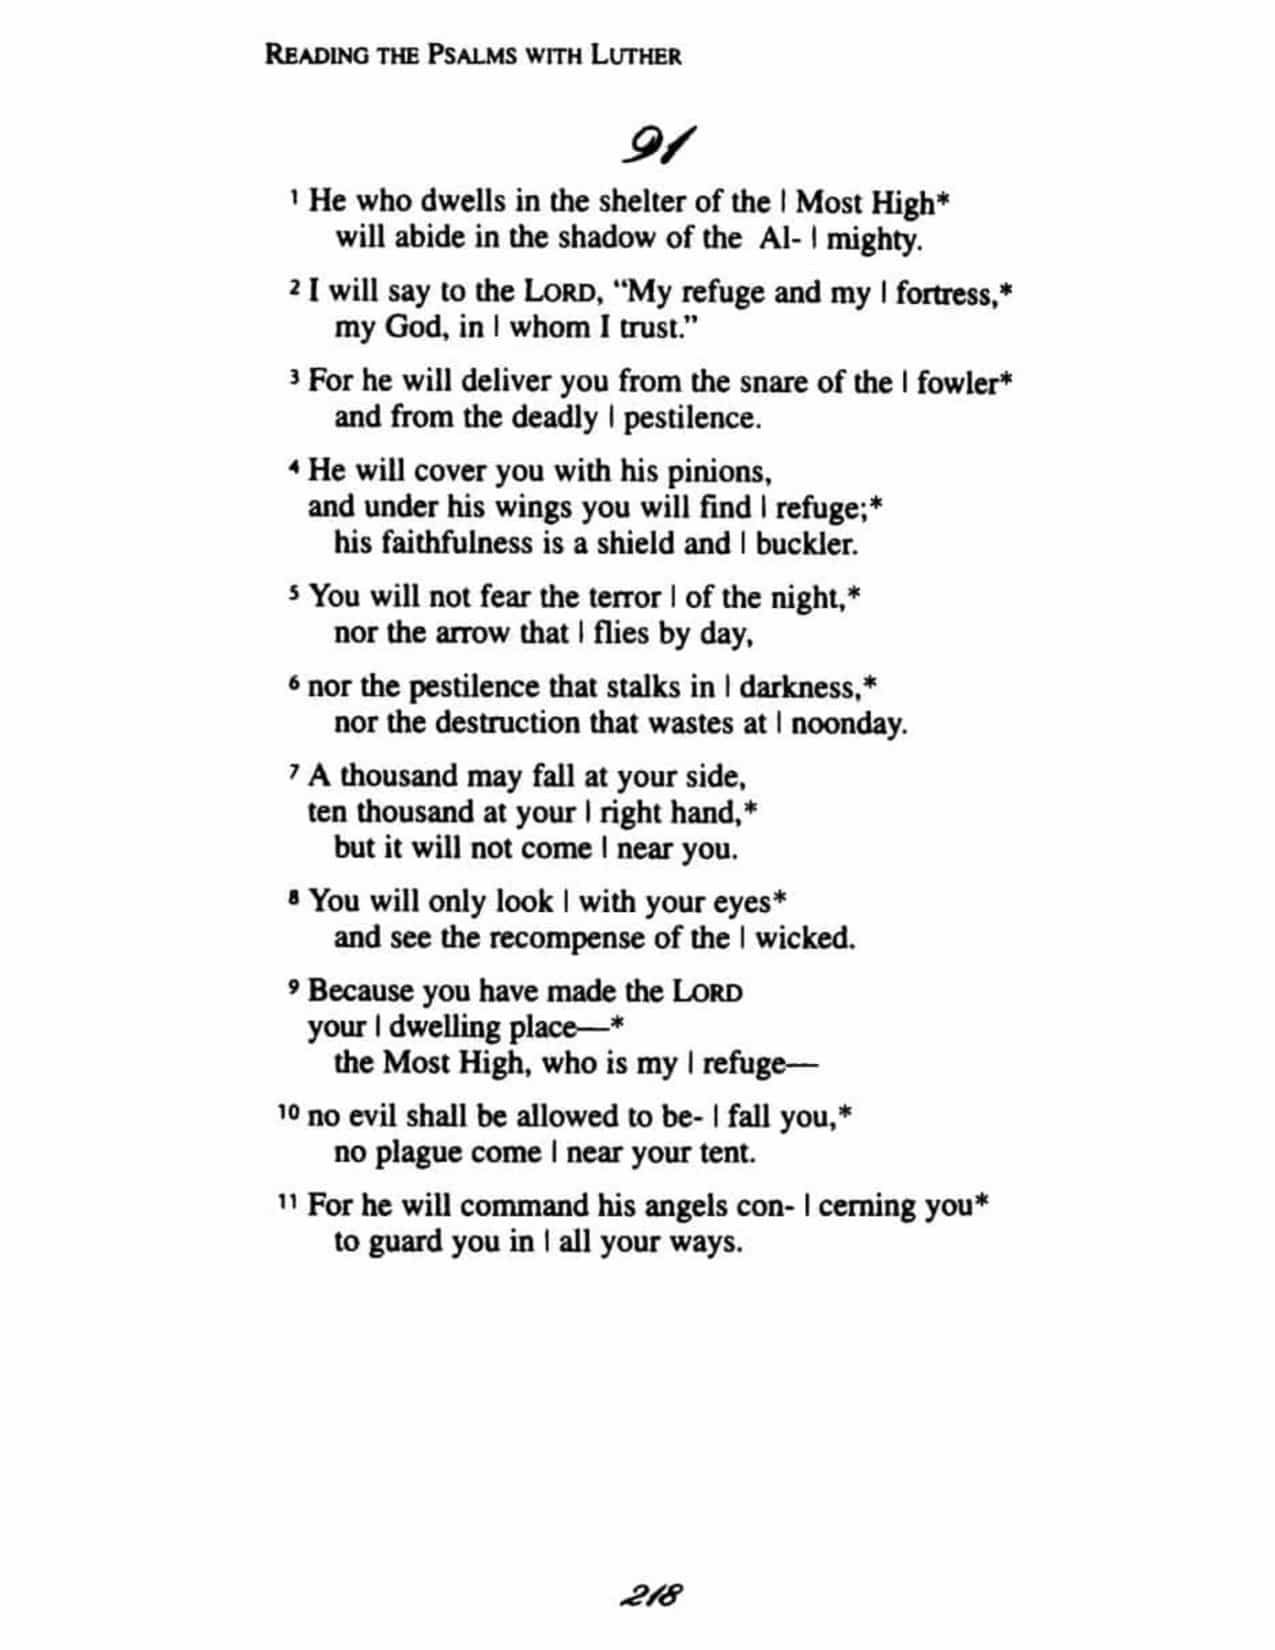 READING THE PSALMS WITH LUTHER
91
1 He who dwells in the shelter of the | Most High*
will abide in the shadow of the Al- | mighty.
2 I will say to the LORD, “My refuge and my | fortress,*
my God, in | whom I trust.”
3 For he will deliver you from the snare of the | fowler*
and from the deadly | pestilence.
4 He will cover you with his pinions,
and under his wings you will find | refuge;*
his faithfulness is a shield and | buckler.
5 You will not fear the terror | of the night,*
nor the arrow that | flies by day,
6 nor the pestilence that stalks in | darkness,*
nor the destruction that wastes at | noonday.
7 A thousand may fall at your side,
ten thousand at your | right hand,*
but it will not come | near you.
8 You will only look | with your eyes*
and see the recompense of the | wicked.
9 Because you have made the LORD
your | dwelling place—*
the Most High, who is my | refuge—
10 no evil shall be allowed to be- | fall you,*
no plague come | near your tent.
11 For he will command his angels con- | cerning you*
to guard you in | all your ways.
218